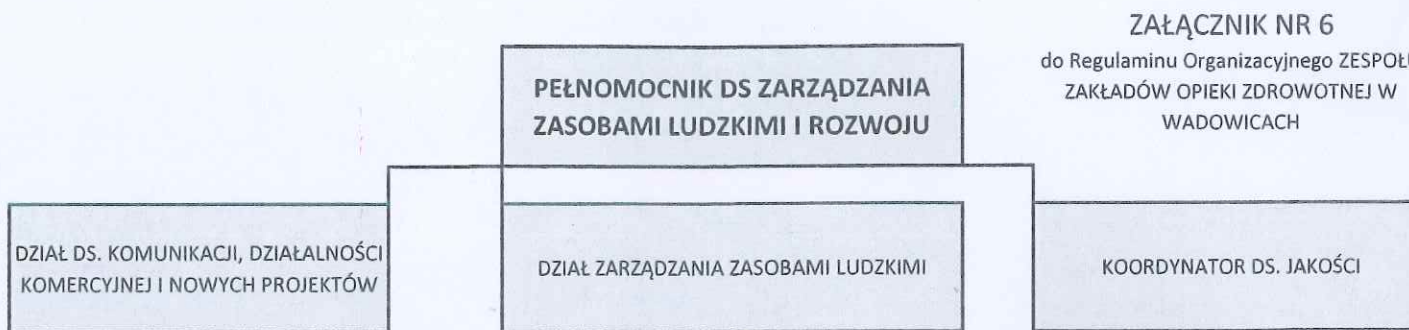 ZAŁĄCZNIK NR 6
do Regulaminu Organizacyjnego ZESPOŁU
ZAKŁADÓW OPIEKI ZDROWOTNEJ W
WADOWICACH
PEŁNOMOCNIK DS ZARZĄDZANIA
ZASOBAMI LUDZKIMI I ROZWOJU
DZIAŁ DS. KOMUNIKACJI, DZIAŁALNOŚCI
KOMERCYJNEJ I NOWYCH PROJEKTÓW
DZIAŁ ZARZĄDZANIA ZASOBAMI LUDZKIMI
KOORDYNATOR DS. JAKOŚCI